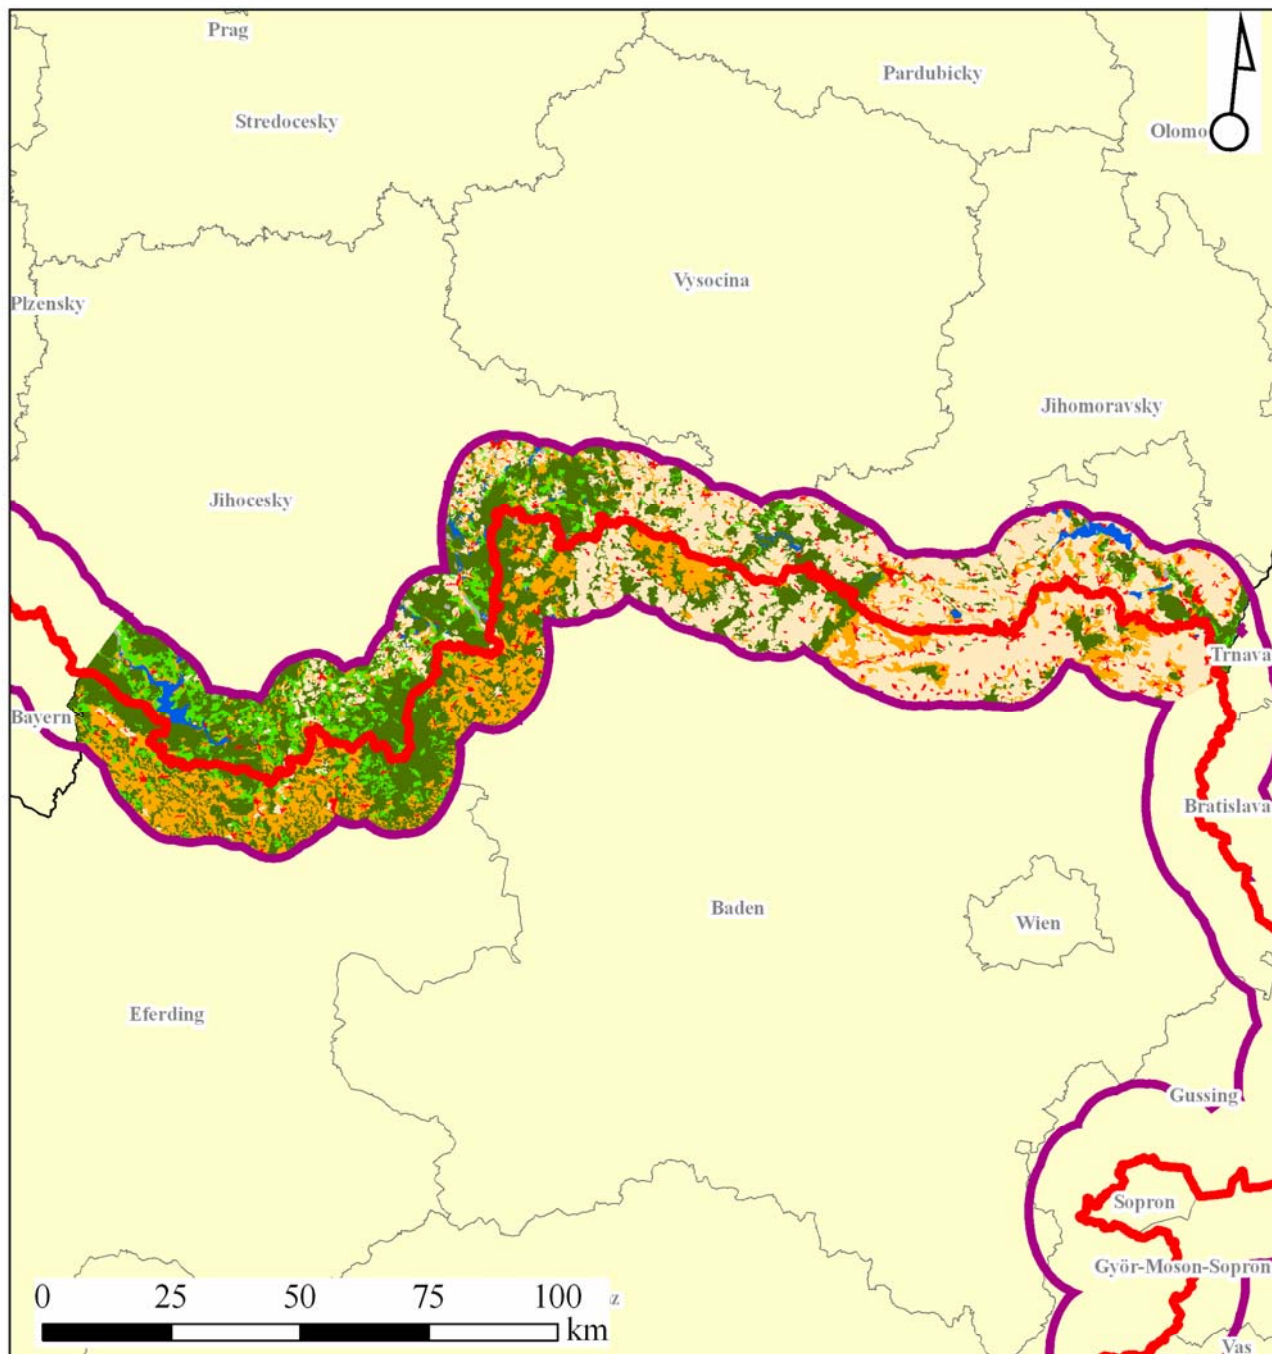 Prag
Pardubicky
Stredocesky
Olomo
Plzensky
Vysocina
Jihomoravsky
Jihocesky
Trnava
Bayern
Bratislava
Baden
Wien
Eferding
Gussing
Sopron
Györ-Moson-Sopron
0 25 50 75 100
km
Vas